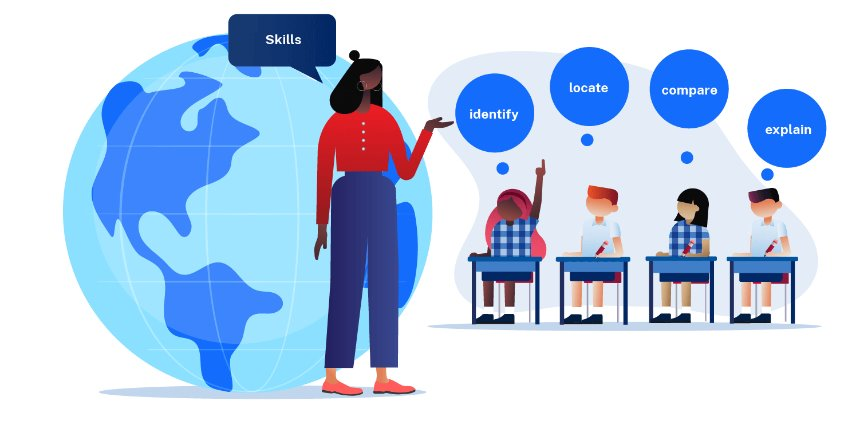 Skills
identify
locate
compare
explain